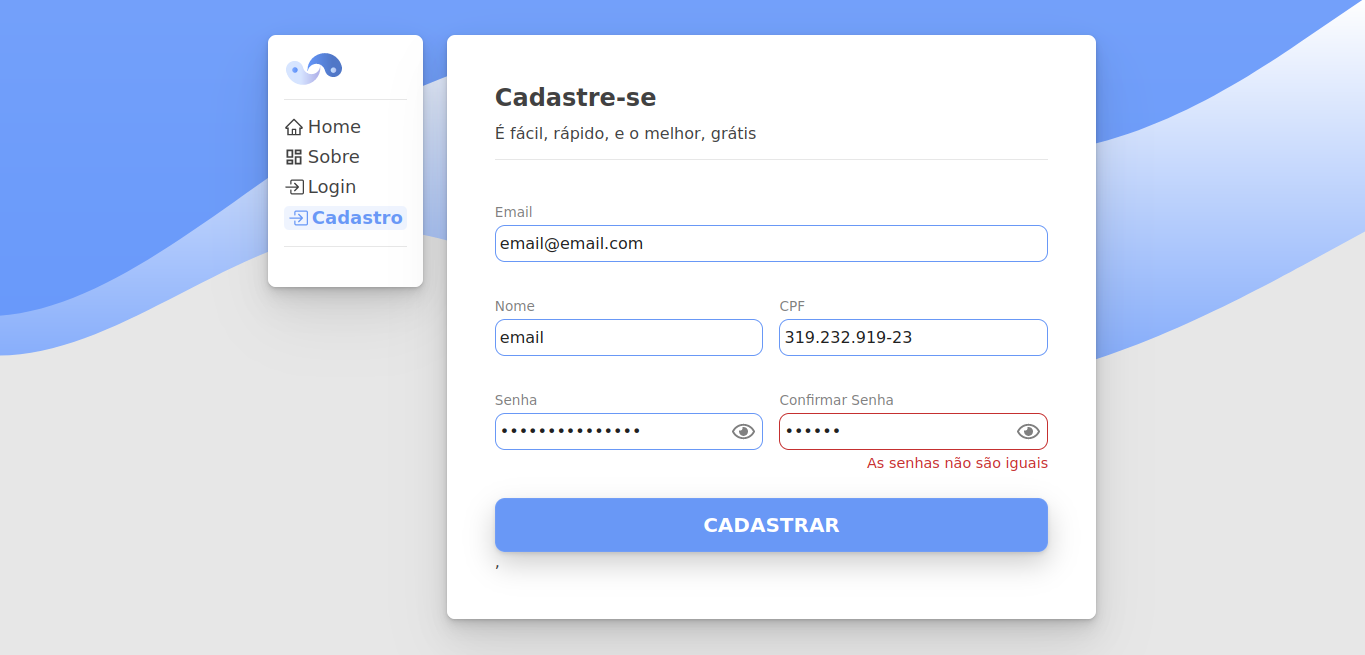 Home
Sobre
Login
Cadastro
Cadastre-se
É fácil, rápido, e o melhor, grátis
Email
email@email.com
Nome
CPF
email
319.232.919-23
Senha
Confirmar Senha
•••••••••••••••
••••••
As senhas não são iguais
CADASTRAR
,